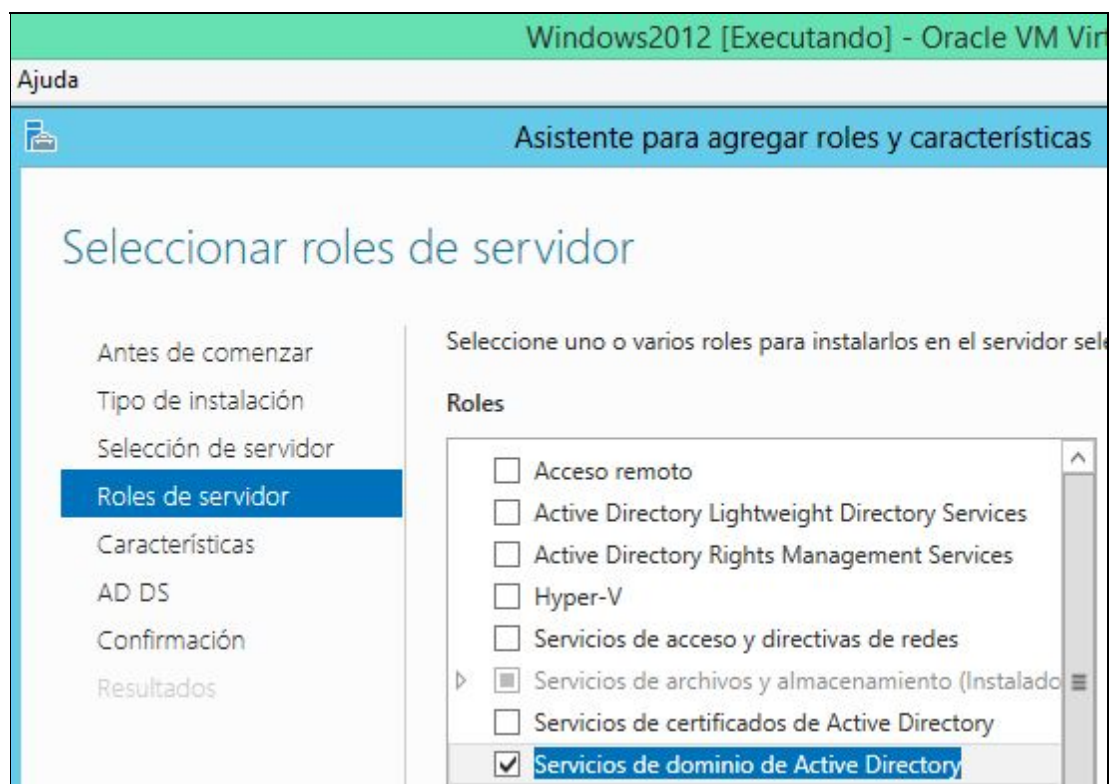 Windows2012 [Executando] - Oracle VM
Ajuda
Asistente para agregar roles y características
Seleccionar roles de servidor
Antes de comenzar
Tipo de instalación
Selección de servidor
Roles de servidor
Características
AD DS
Confirmación
Resultados
Seleccione uno o varios roles para instalarlos en el servidor
Roles
Acceso remoto
Active Directory Lightweight Directory Services
Active Directory Rights Management Services
Hyper-V
Servicios de acceso y directivas de redes
Servicios de archivos y almacenamiento (Instalado
Servicios de certificados de Active Directory
Servicios de dominio de Active Directory